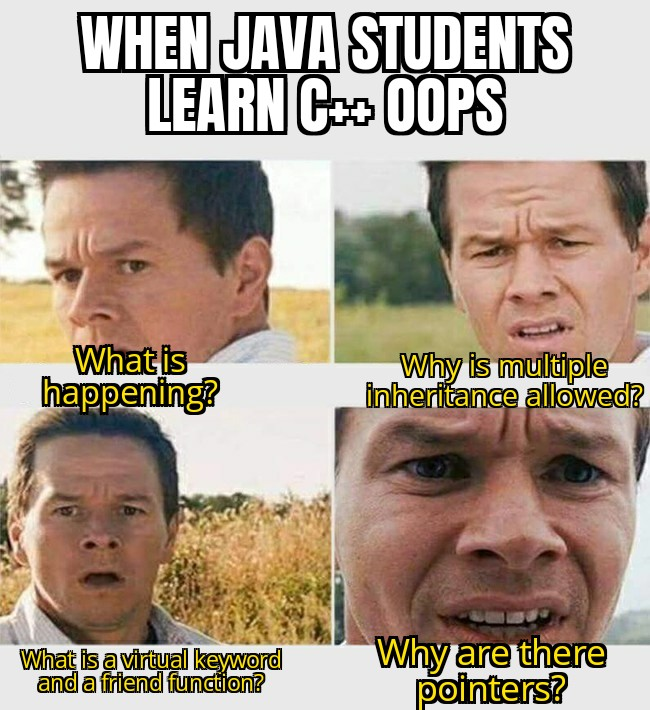 WHEN JAVA STUDENTS
LEARN C++ OOPS
What is
happening?
Why is multiple
inheritance allowed?
What is a virtual keyword
and a friend function?
Why are there
pointers?